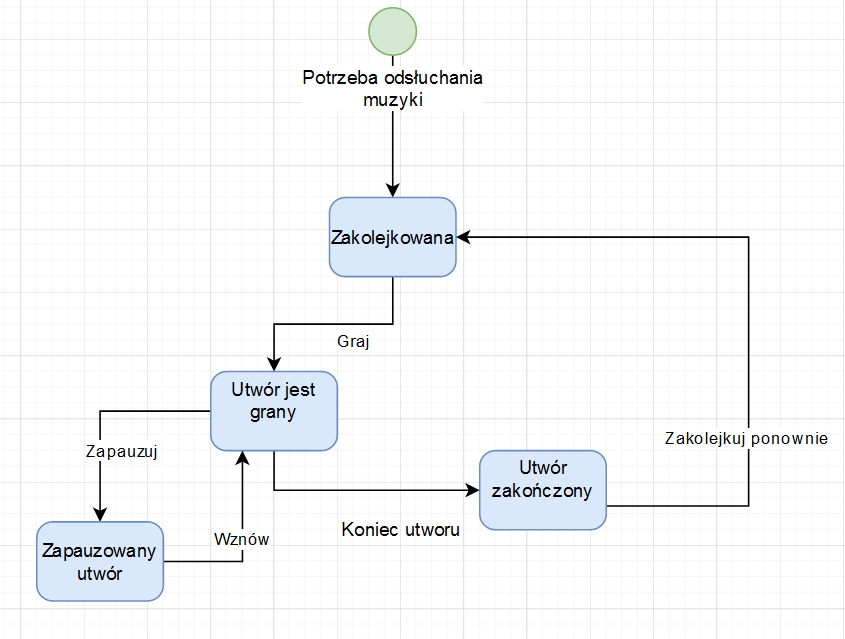 Potrzeba odsłuchania
muzyki
Zakolejkowana
Graj
Utwór jest
grany
Zapauzuj
Zakolejkuj ponownie
Utwór
zakończony
Koniec utworu
Wznów
Zapauzowany
utwór